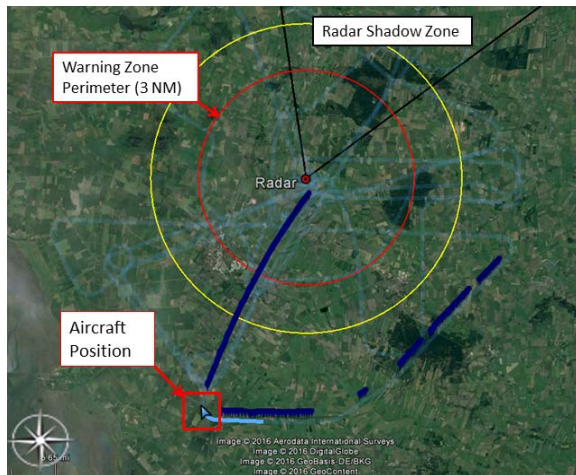 Radar Shadow Zone
Warning Zone
Perimeter (3 NM)
Radar
Aircraft
Position
Image © 2016 Aerodata International Surveys
Image © 2016 DigitalGlobe
Image © 2016 GeoBasis-DE/BKG
Image © 2016 GeoContent